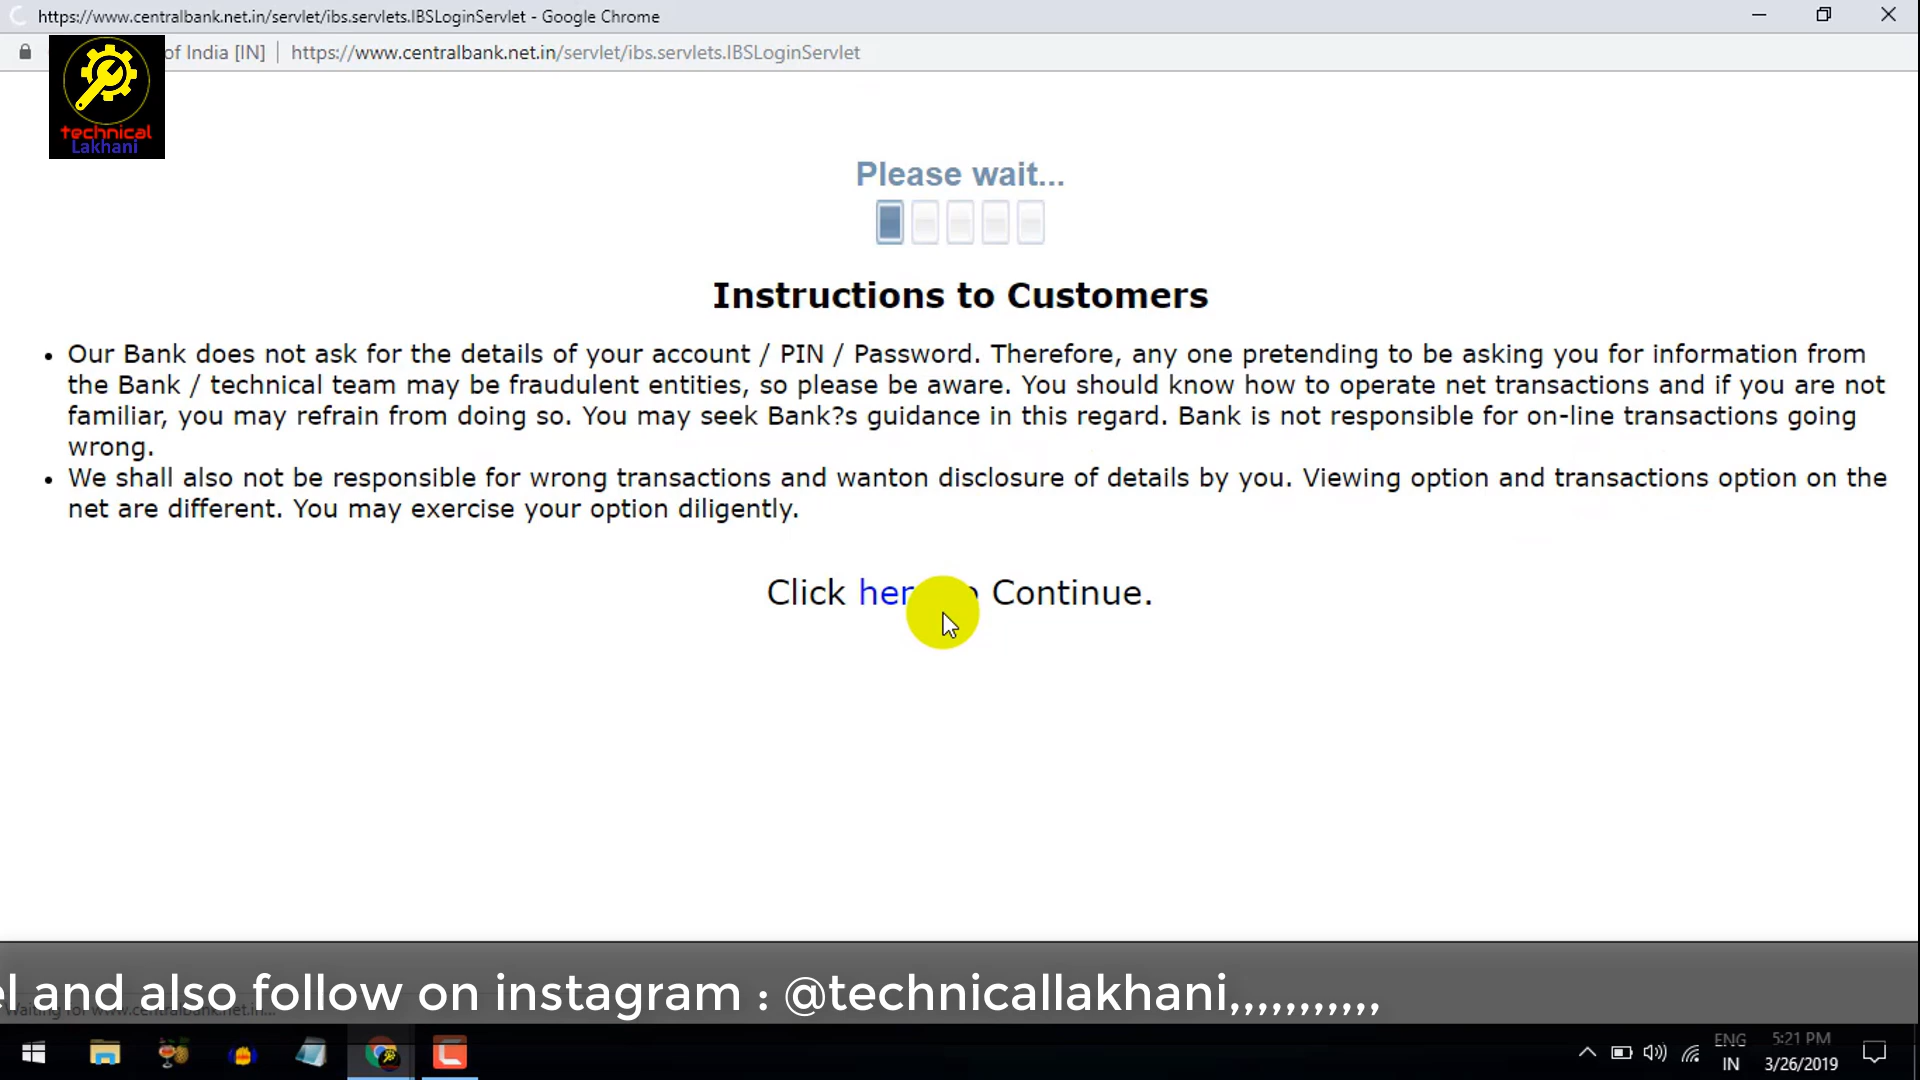 https://www.centralbank.net.in/servlet/ibs.servlets.IBSLoginServlet - Google Chrome
of India [IN] https://www.centralbank.net.in/servlet/ibs.servlets.IBSLoginServlet
technical
Lakhani
Please wait...
Instructions to Customers
• Our Bank does not ask for the details of your account / PIN / Password. Therefore, any one pretending to be asking you for information from
the Bank / technical team may be fraudulent entities, so please be aware. You should know how to operate net transactions and if you are not
familiar, you may refrain from doing so. You may seek Bank?s guidance in this regard. Bank is not responsible for on-line transactions going
wrong.
• We shall also not be responsible for wrong transactions and wanton disclosure of details by you. Viewing option and transactions option on the
net are different. You may exercise your option diligently.
Click her Continue.
and also follow on instagram : @technicallakhani,,,,,,,,,,,
Waiting for www.centralbank.net.in...
ENG
IN
5:21 PM
3/26/2019